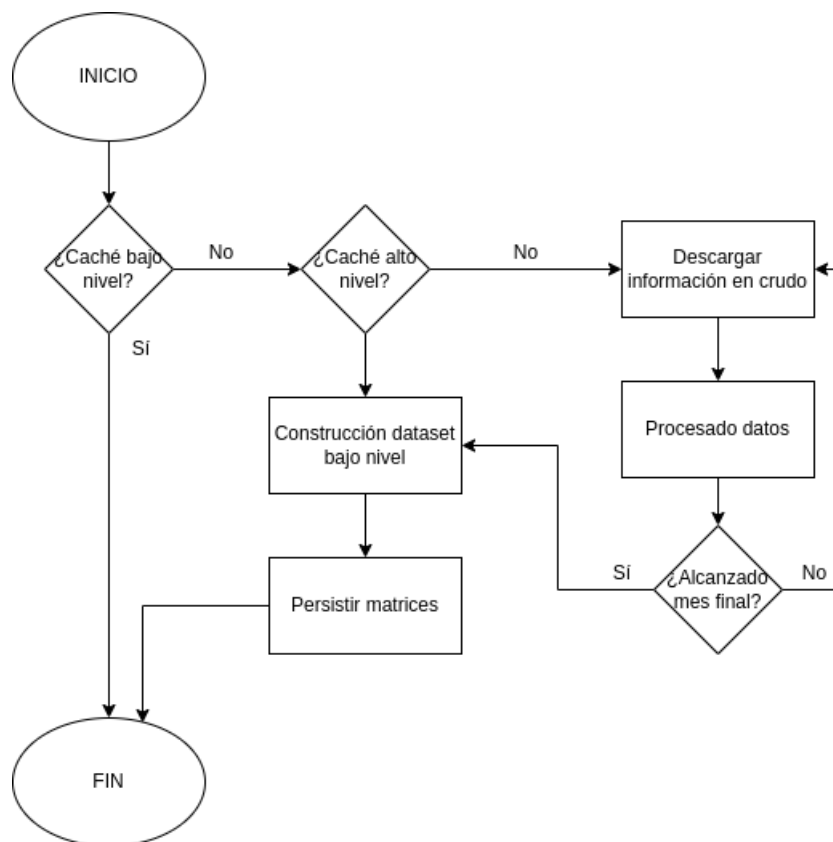 INICIO
¿Caché bajo
nivel?
No
¿Caché alto
nivel?
No
Descargar
información en crudo
Sí
Construcción dataset
bajo nivel
Procesado datos
Sí
¿Alcanzado
mes final?
No
Persistir matrices
FIN